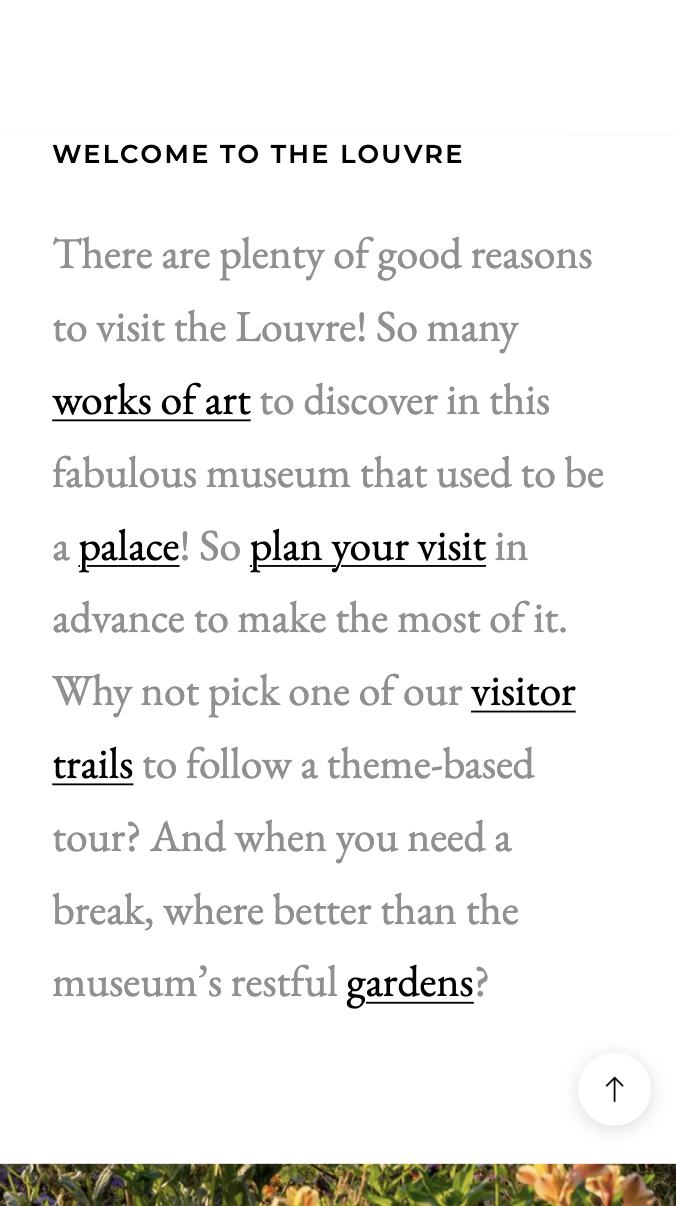 WELCOME TO THE LOUVRE
There are plenty of good reasons
to visit the Louvre! So many
works of art to discover in this
fabulous museum that used to be
a palace! So plan your visit in
advance to make the most of it.
Why not pick one of our visitor
trails to follow a theme-based
tour? And when you need a
break, where better than the
museum’s restful gardens?